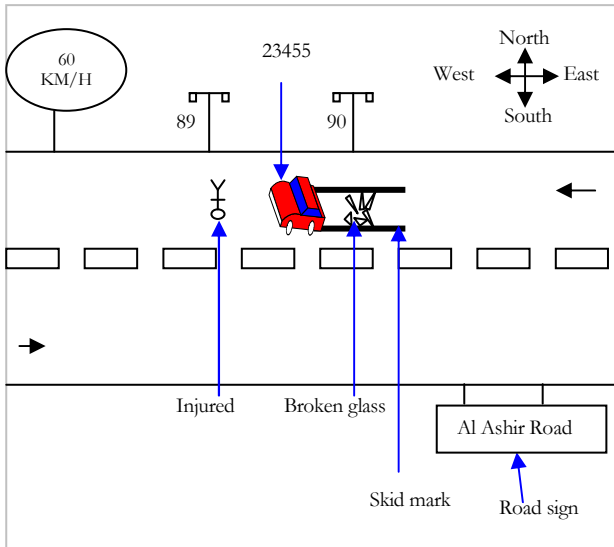 60
KM/H
23455
North
West
East
South
89
90
Injured
Broken glass
Al Ashir Road
Skid mark
Road sign